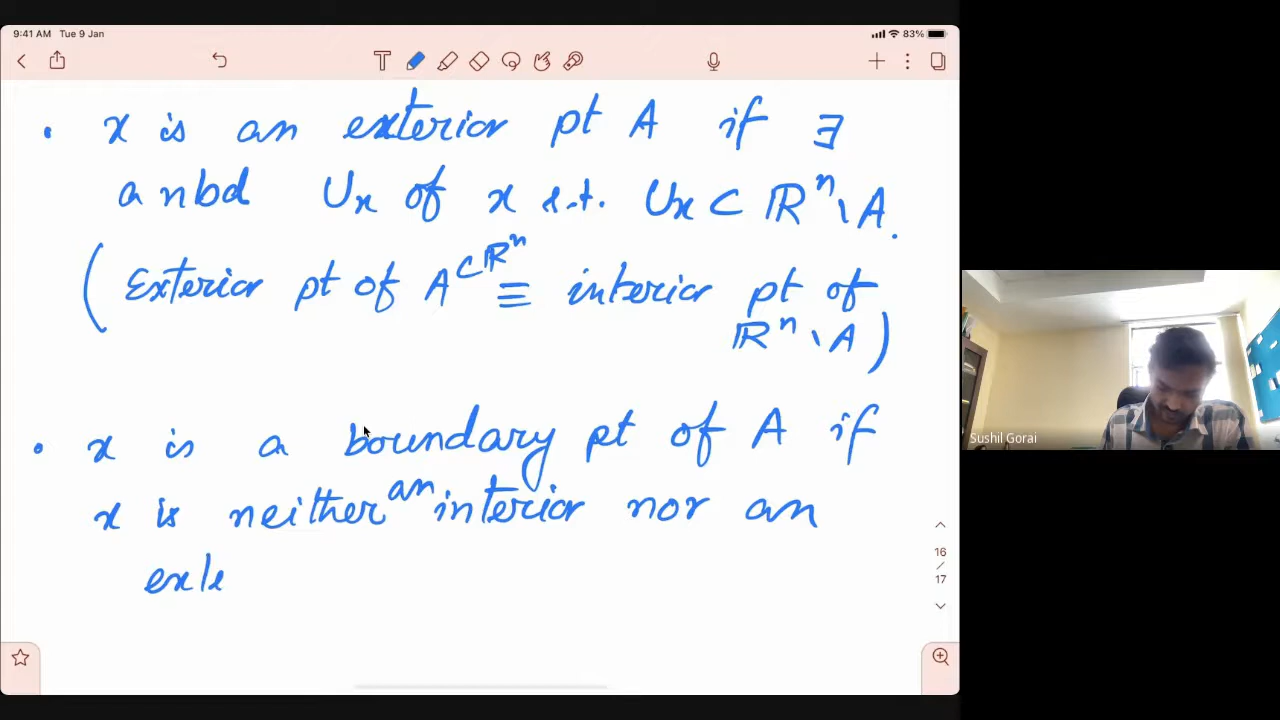 9:41 AM Tue 9 Jan
83%
• x is an exterior pt A if ∃
a nbd Ux of x s.t. Ux ⊂ ℝⁿ \ A.
(Exterior pt of A ⊂ ℝⁿ ≡ interior pt of
ℝⁿ \ A)
• x is a boundary pt of A if
x is neither an interior nor an
exte
16
/
17
Sushil Gorai